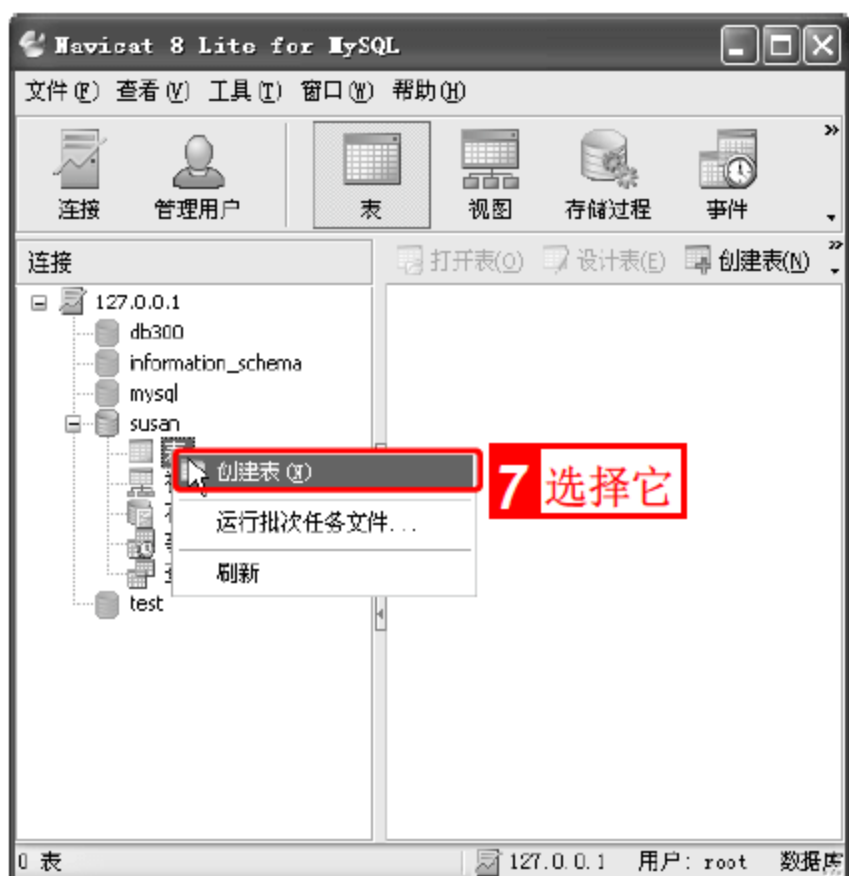 Navicat 8 Lite for MySQL
文件(F) 查看(V) 工具(T) 窗口(W) 帮助(H)
连接 管理用户 表 视图 存储过程 事件
连接
打开表(O) 设计表(E) 创建表(N)
127.0.0.1
db300
information_schema
mysql
susan
创建表(N)
7 选择它
运行批次任务文件...
刷新
test
0 表 127.0.0.1 用户: root 数据库